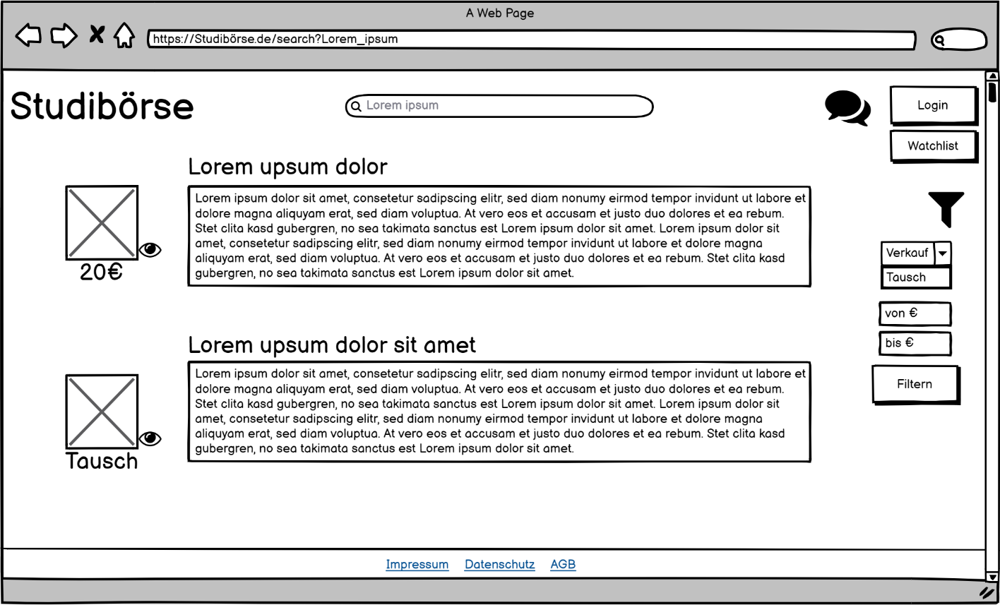 A Web Page
https://Studibörse.de/search?Lorem_ipsum
Studibörse
Lorem ipsum
Login
Watchlist
Lorem upsum dolor
Lorem ipsum dolor sit amet, consetetur sadipscing elitr, sed diam nonumy eirmod tempor invidunt ut labore et
dolore magna aliquyam erat, sed diam voluptua. At vero eos et accusam et justo duo dolores et ea rebum.
Stet clita kasd gubergren, no sea takimata sanctus est Lorem ipsum dolor sit amet. Lorem ipsum dolor sit
amet, consetetur sadipscing elitr, sed diam nonumy eirmod tempor invidunt ut labore et dolore magna
aliquyam erat, sed diam voluptua. At vero eos et accusam et justo duo dolores et ea rebum. Stet clita kasd
gubergren, no sea takimata sanctus est Lorem ipsum dolor sit amet.
20€
Verkauf
Tausch
von €
bis €
Filtern
Lorem upsum dolor sit amet
Lorem ipsum dolor sit amet, consetetur sadipscing elitr, sed diam nonumy eirmod tempor invidunt ut labore et
dolore magna aliquyam erat, sed diam voluptua. At vero eos et accusam et justo duo dolores et ea rebum.
Stet clita kasd gubergren, no sea takimata sanctus est Lorem ipsum dolor sit amet. Lorem ipsum dolor sit
amet, consetetur sadipscing elitr, sed diam nonumy eirmod tempor invidunt ut labore et dolore magna
aliquyam erat, sed diam voluptua. At vero eos et accusam et justo duo dolores et ea rebum. Stet clita kasd
gubergren, no sea takimata sanctus est Lorem ipsum dolor sit amet.
Tausch
Impressum Datenschutz AGB